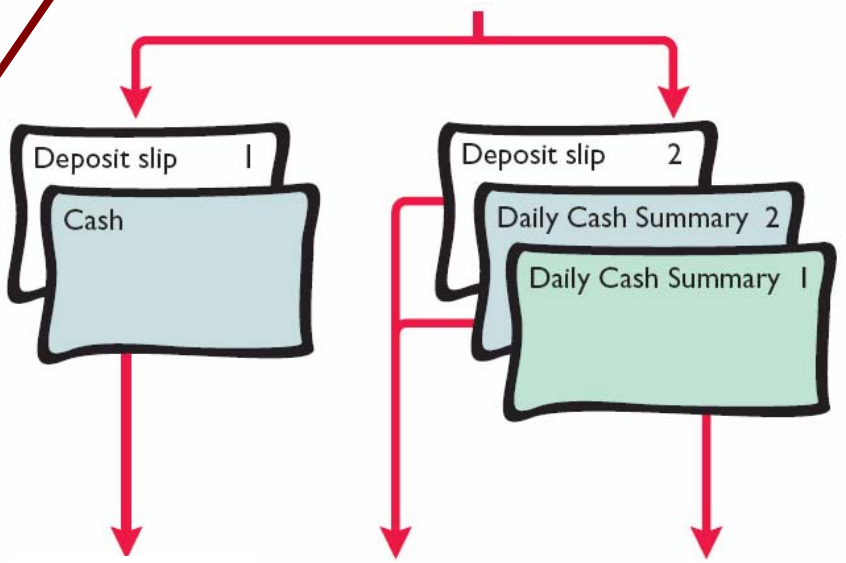 Deposit slip 1
Cash
Deposit slip 2
Daily Cash Summary 2
Daily Cash Summary 1